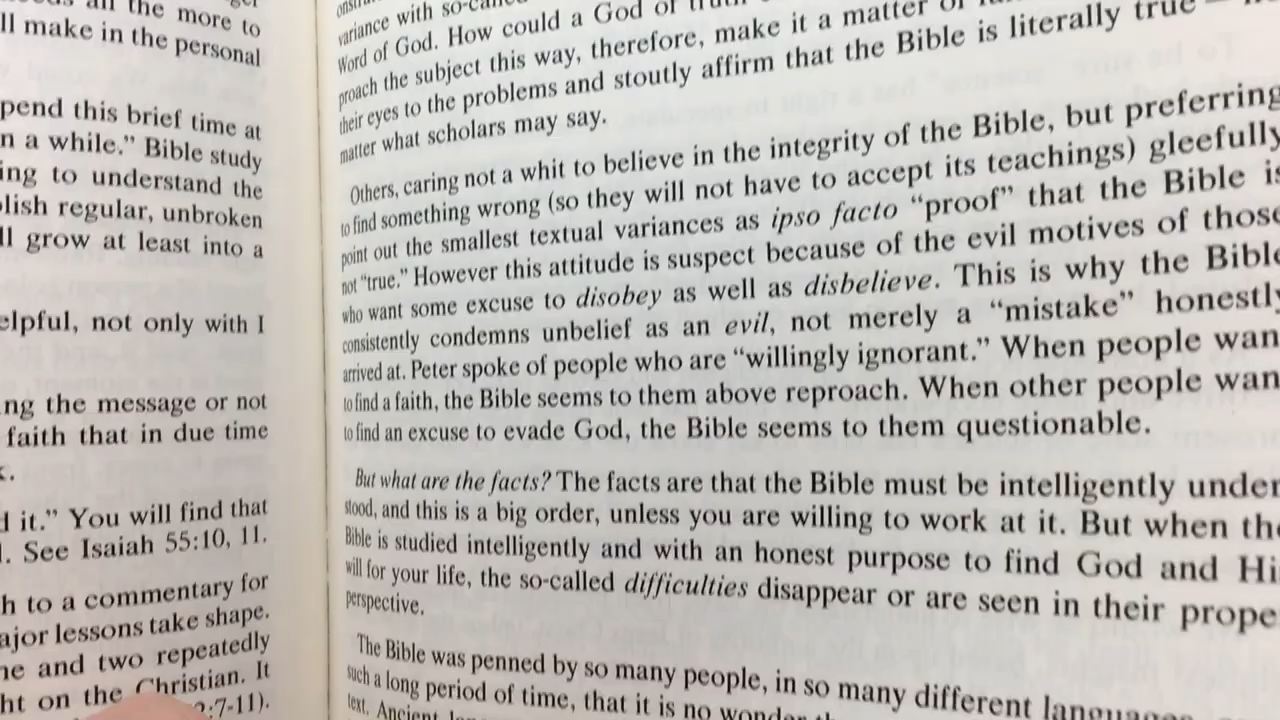 all the more to
ll make in the personal
pend this brief time at
n a while.” Bible study
ing to understand the
lish regular, unbroken
ll grow at least into a
elpful, not only with I
ng the message or not
faith that in due time
d it.” You will find that
. See Isaiah 55:10, 11.
h to a commentary for
ajor lessons take shape.
ne and two repeatedly
ht on the Christian. It
:7-11).
variance with
Word of God. How could a God of
proach the subject this way, therefore, make it a matter of
their eyes to the problems and stoutly affirm that the Bible is literally true
matter what scholars may say.
Others, caring not a whit to believe in the integrity of the Bible, but preferring
to find something wrong (so they will not have to accept its teachings) gleefully
point out the smallest textual variances as ipso facto “proof” that the Bible is
not “true.” However this attitude is suspect because of the evil motives of those
who want some excuse to disobey as well as disbelieve. This is why the Bible
consistently condemns unbelief as an evil, not merely a “mistake” honestly
arrived at. Peter spoke of people who are “willingly ignorant.” When people wan
to find a faith, the Bible seems to them above reproach. When other people wan
to find an excuse to evade God, the Bible seems to them questionable.
But what are the facts? The facts are that the Bible must be intelligently under
stood, and this is a big order, unless you are willing to work at it. But when the
Bible is studied intelligently and with an honest purpose to find God and Hi
will for your life, the so-called difficulties disappear or are seen in their prope
perspective.
The Bible was penned by so many people, in so many different languages
such a long period of time, that it is no wonder
text. Ancient